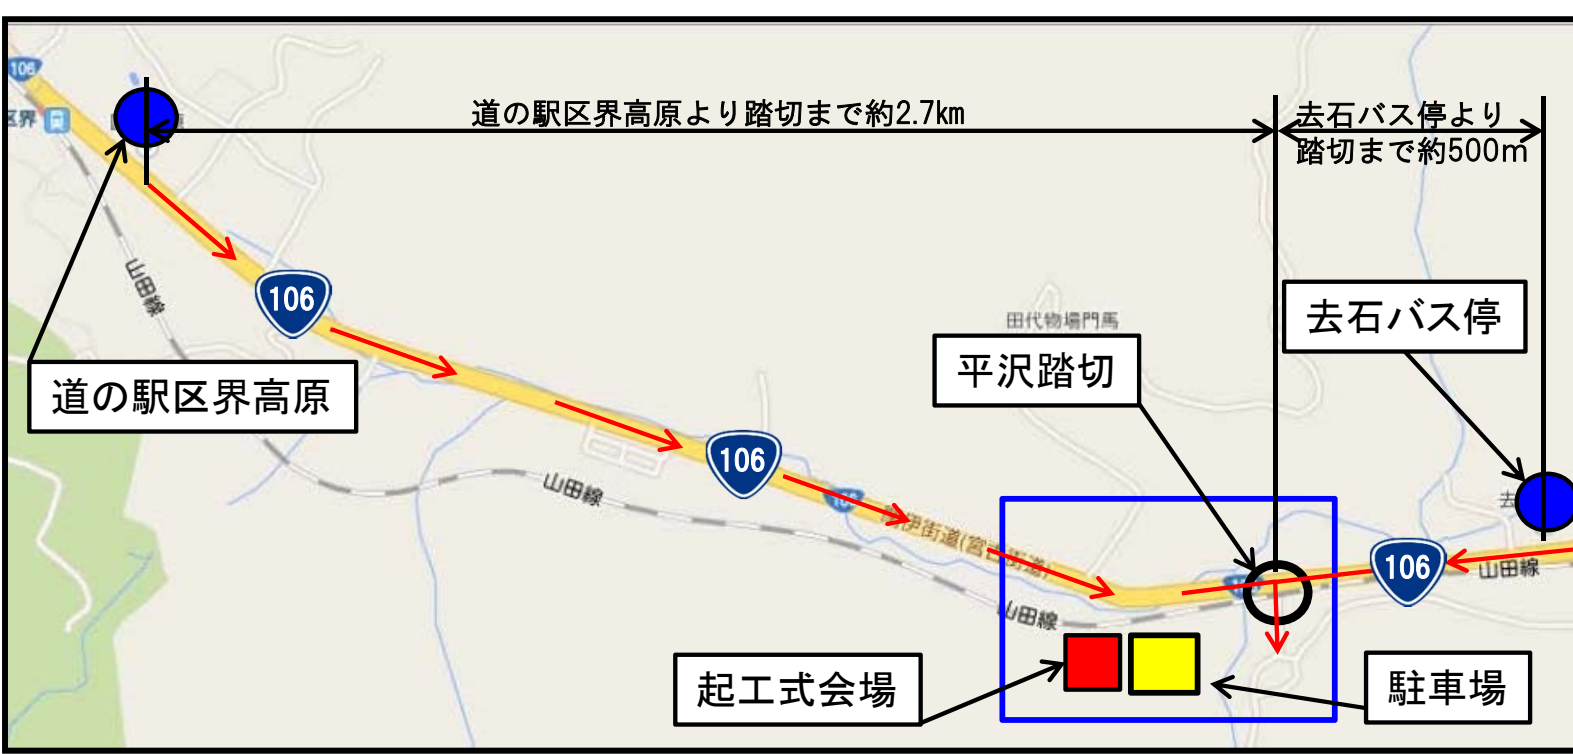 106
道の駅区界高原より踏切まで約2.7km
去石バス停より
踏切まで約500m
区界
山田線
106
田代物場門馬
去石バス停
平沢踏切
道の駅区界高原
106
山田線
去
106
山田線
山田線
起工式会場
駐車場